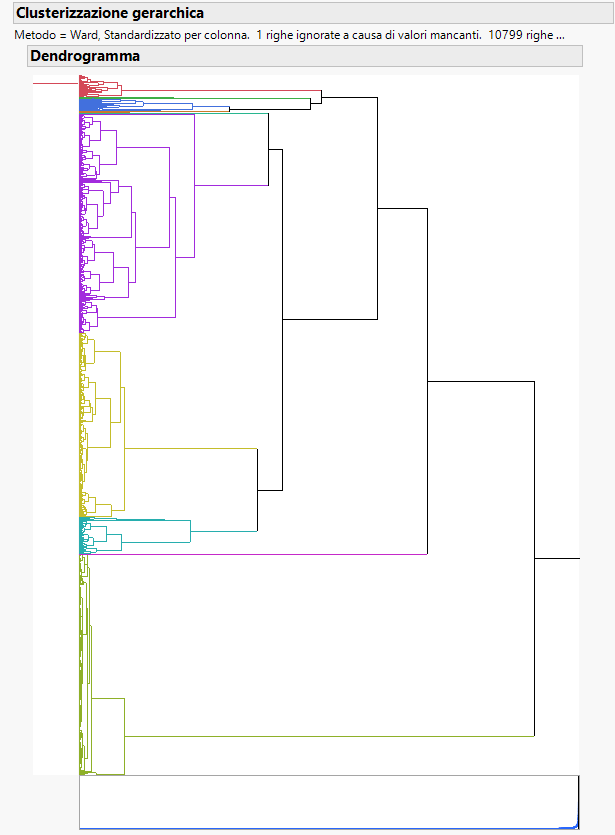 Clusterizzazione gerarchica
Metodo = Ward, Standardizzato per colonna.  1 righe ignorate a causa di valori mancanti.  10799 righe ...
Dendrogramma